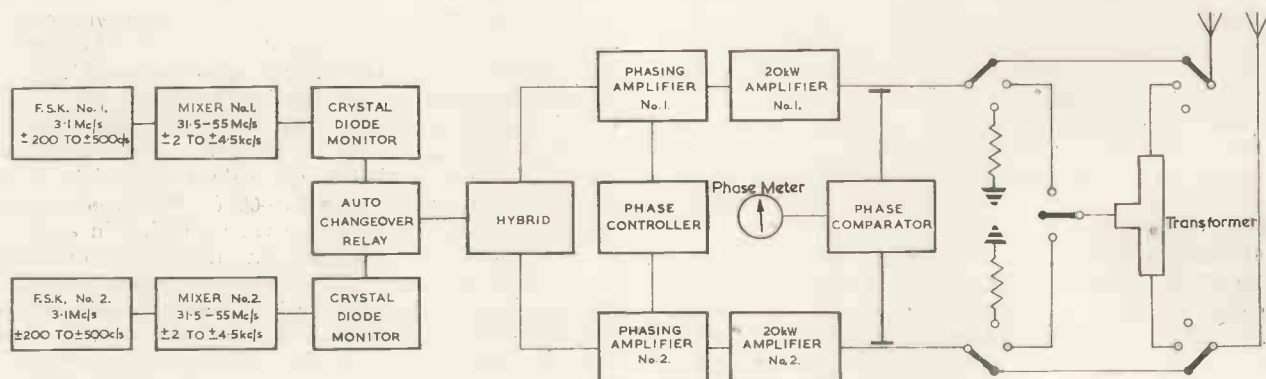 F.S.K. No. 1.
3·1 Mc/s
± 200 TO ±500c/s
MIXER No.1.
31.5–55 Mc/s
± 2 TO ±4·5kc/s
CRYSTAL
DIODE
MONITOR
AUTO
CHANGEOVER
RELAY
F.S.K. No. 2.
3·1Mc/s
±200 TO ±500c/s
MIXER No.2.
31·5–55Mc/s
±2 TO ±4·5kc/s
CRYSTAL
DIODE
MONITOR
HYBRID
PHASING
AMPLIFIER
No.1.
20kW
AMPLIFIER
No.1.
PHASE
CONTROLLER
Phase Meter
PHASE
COMPARATOR
PHASING
AMPLIFIER
No.2.
20kW
AMPLIFIER
No.2.
Transformer